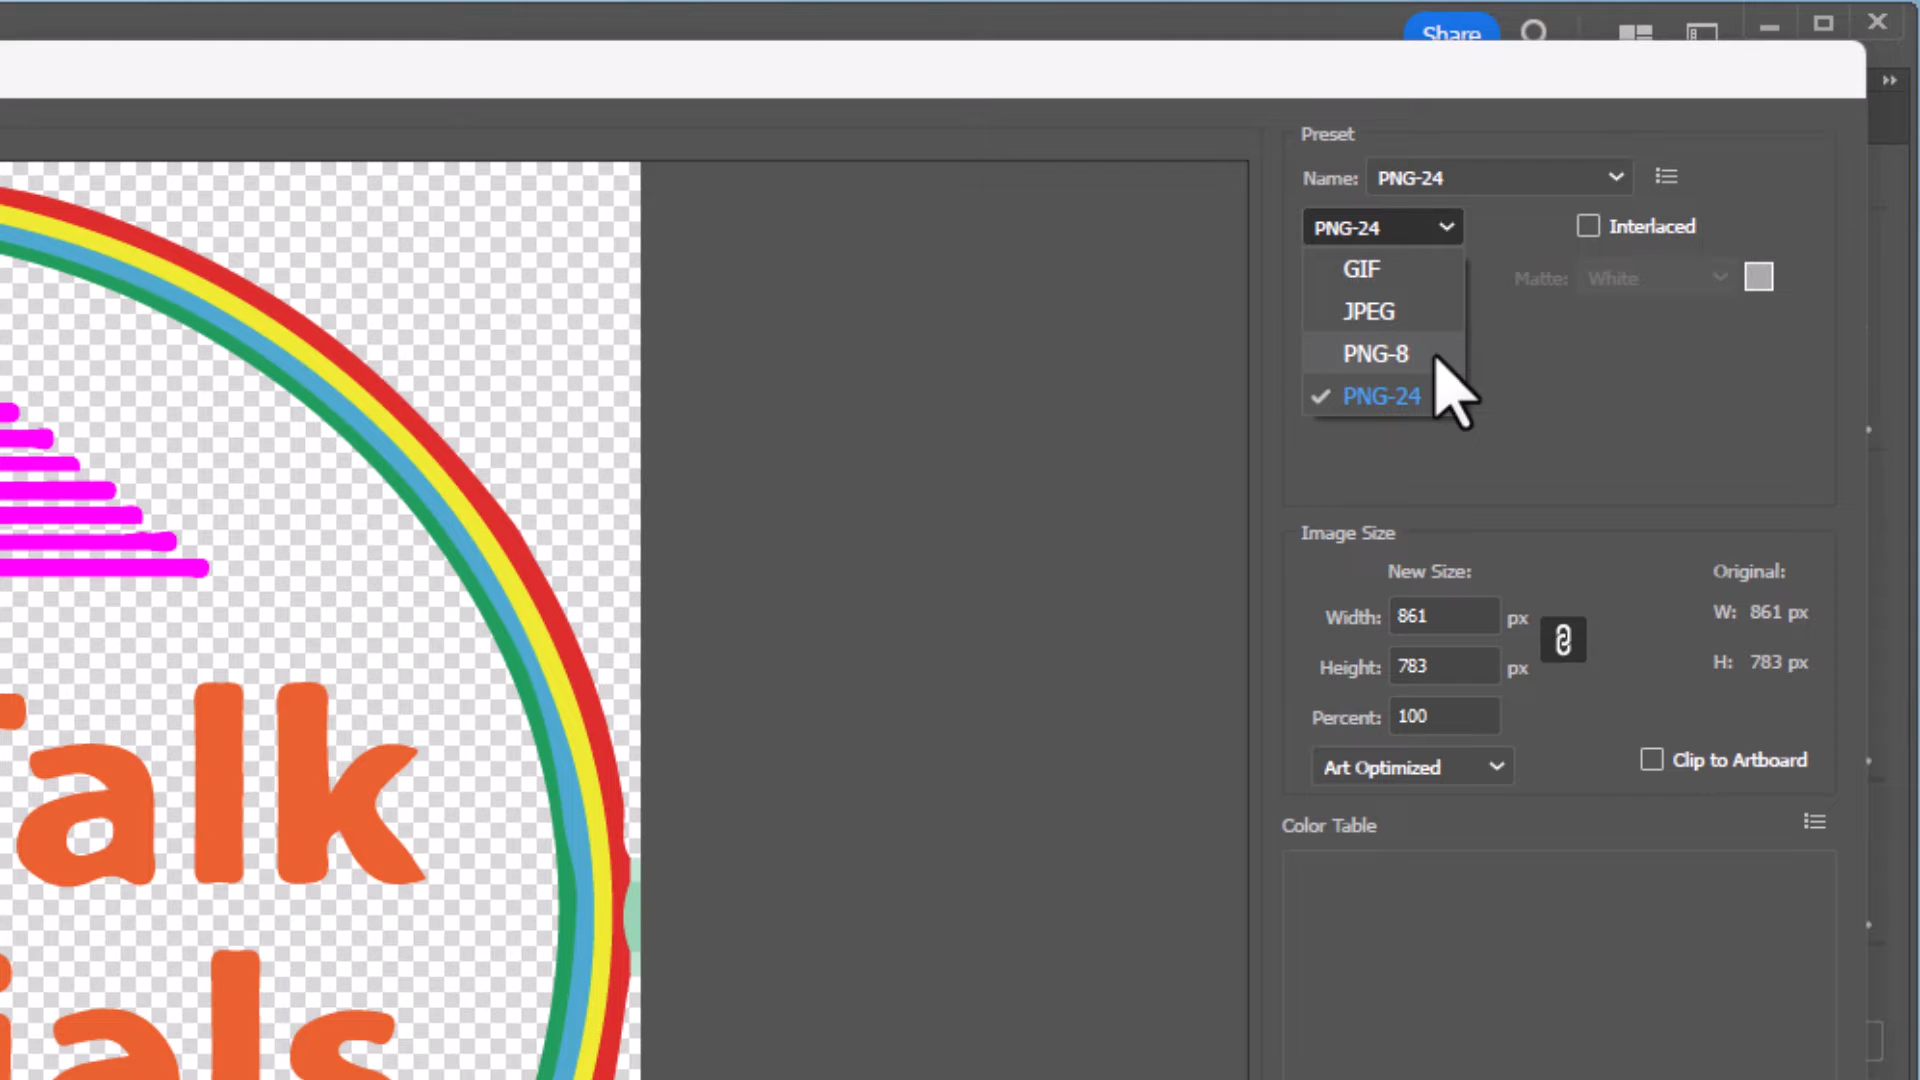 Share
Preset
Name: PNG-24
PNG-24
Interlaced
GIF
Matte: White
JPEG
PNG-8
PNG-24
Image Size
New Size:
Original:
Width: 861 px
W: 861 px
Height: 783 px
H: 783 px
Percent: 100
Art Optimized
Clip to Artboard
Color Table
alk
als